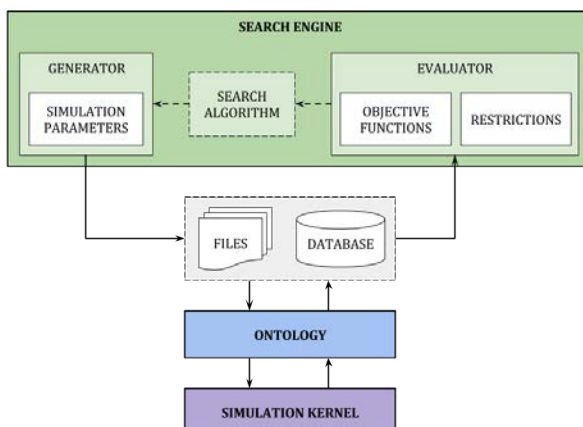 SEARCH ENGINE
GENERATOR
SIMULATION
PARAMETERS
SEARCH
ALGORITHM
EVALUATOR
OBJECTIVE
FUNCTIONS
RESTRICTIONS
FILES
DATABASE
ONTOLOGY
SIMULATION KERNEL